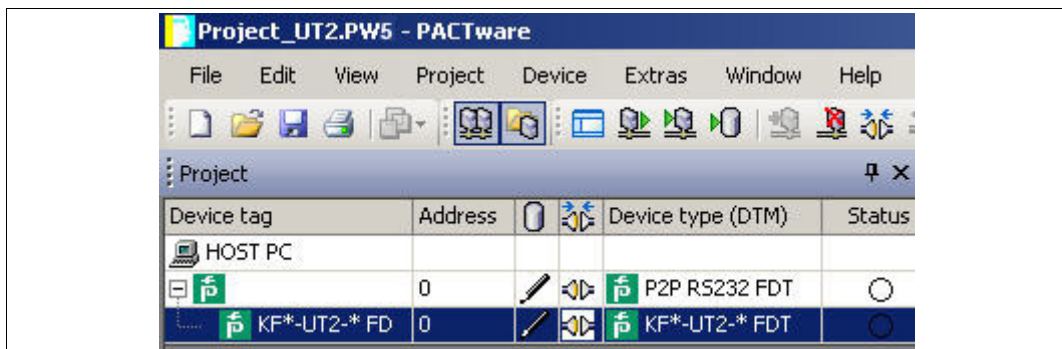 Project_UT2.PW5 - PACTware
File Edit View Project Device Extras Window Help
Project
Device tag Address Device type (DTM) Status
HOST PC
0 P2P RS232 FDT
KF*-UT2-* FD 0 KF*-UT2-* FDT